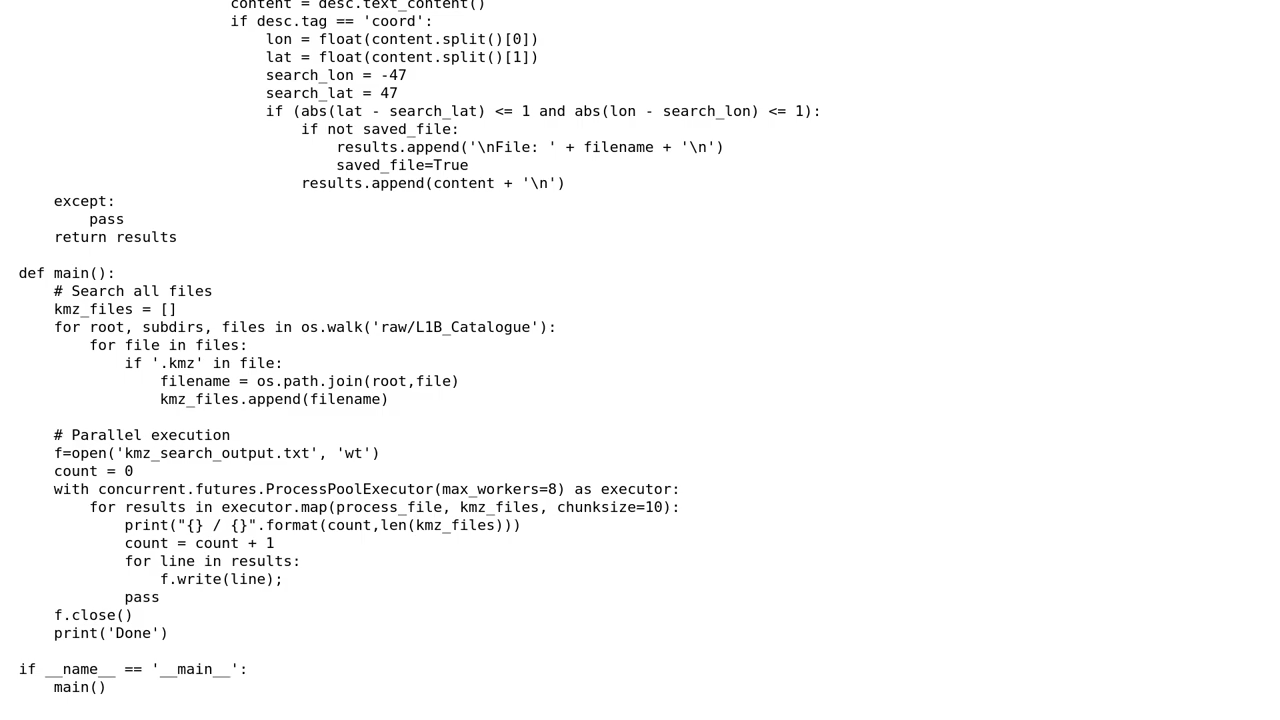 content = desc.text_content()
if desc.tag == 'coord':
lon = float(content.split()[0])
lat = float(content.split()[1])
search_lon = -47
search_lat = 47
if (abs(lat - search_lat) <= 1 and abs(lon - search_lon) <= 1):
if not saved_file:
results.append('\nFile: ' + filename + '\n')
saved_file=True
results.append(content + '\n')
except:
pass
return results
def main():
# Search all files
kmz_files = []
for root, subdirs, files in os.walk('raw/L1B_Catalogue'):
for file in files:
if '.kmz' in file:
filename = os.path.join(root,file)
kmz_files.append(filename)
# Parallel execution
f=open('kmz_search_output.txt', 'wt')
count = 0
with concurrent.futures.ProcessPoolExecutor(max_workers=8) as executor:
for results in executor.map(process_file, kmz_files, chunksize=10):
print("{} / {}".format(count,len(kmz_files)))
count = count + 1
for line in results:
f.write(line);
pass
f.close()
print('Done')
if __name__ == '__main__':
main()